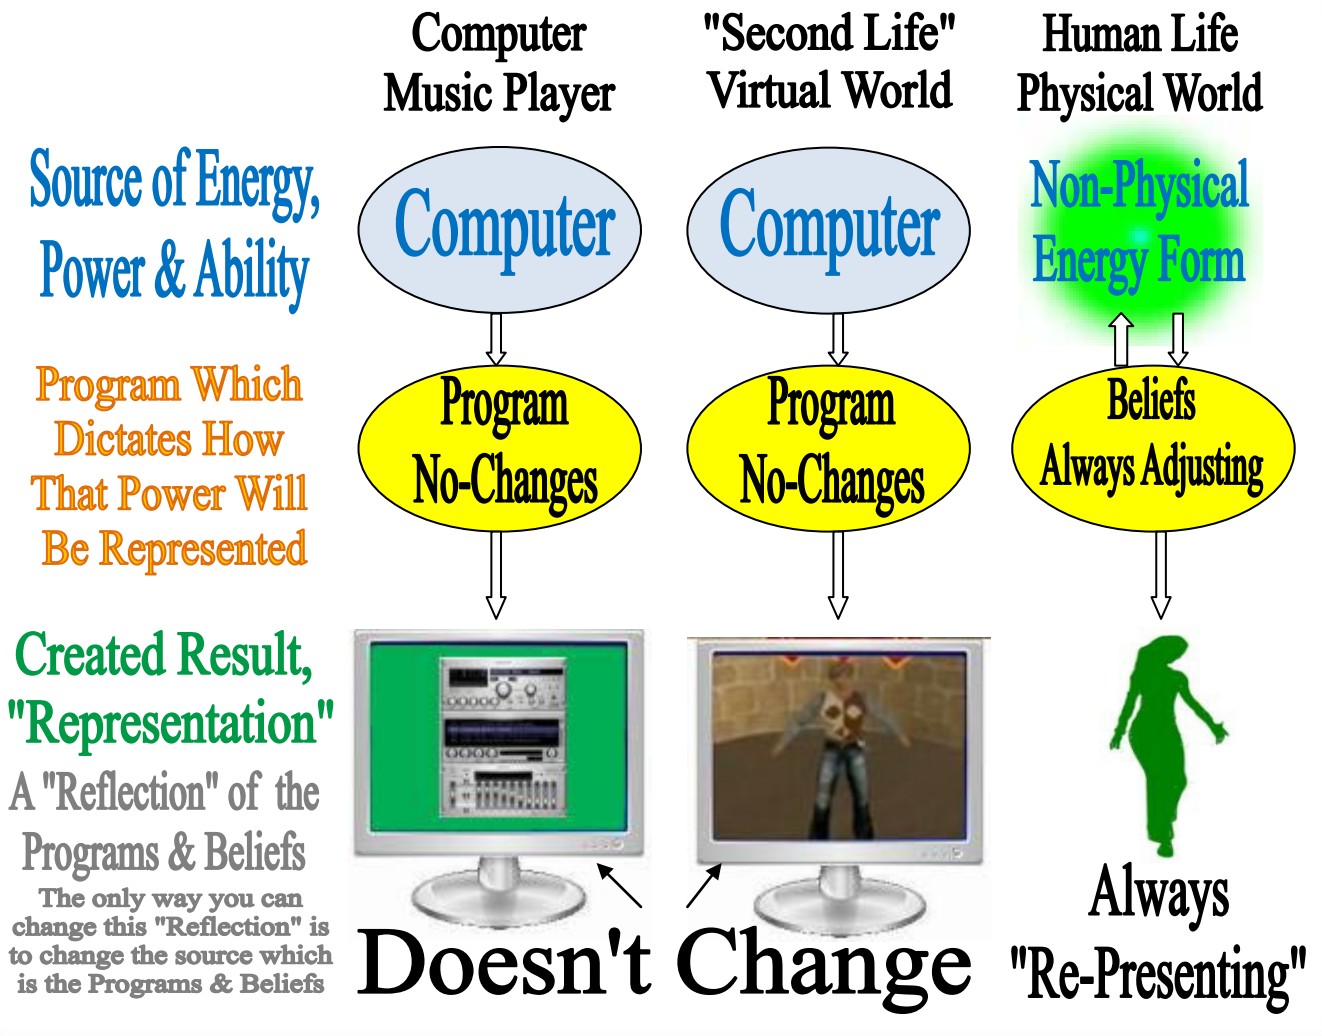 Computer
Music Player
"Second Life"
Virtual World
Human Life
Physical World
Source of Energy,
Power & Ability
Computer
Computer
Non-Physical
Energy Form
Program Which
Dictates How
That Power Will
Be Represented
Program
No-Changes
Program
No-Changes
Beliefs
Always Adjusting
Created Result,
"Representation"
A "Reflection" of the
Programs & Beliefs
The only way you can
change this "Reflection" is
to change the source which
is the Programs & Beliefs
Doesn't Change
Always
"Re-Presenting"